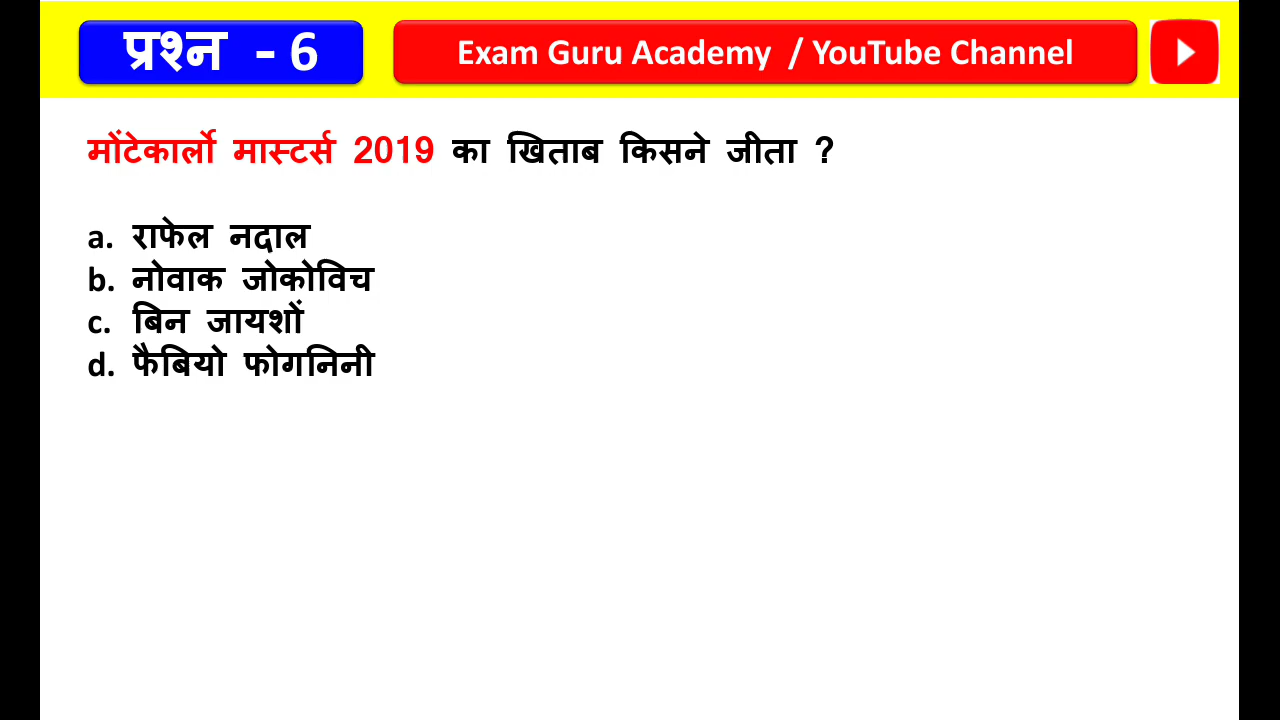 प्रश्न - 6
Exam Guru Academy / YouTube Channel
मोंटेकार्लो मास्टर्स 2019 का खिताब किसने जीता ?
a. राफेल नदाल
b. नोवाक जोकोविच
c. बिन जायशों
d. फैबियो फोगनिनी